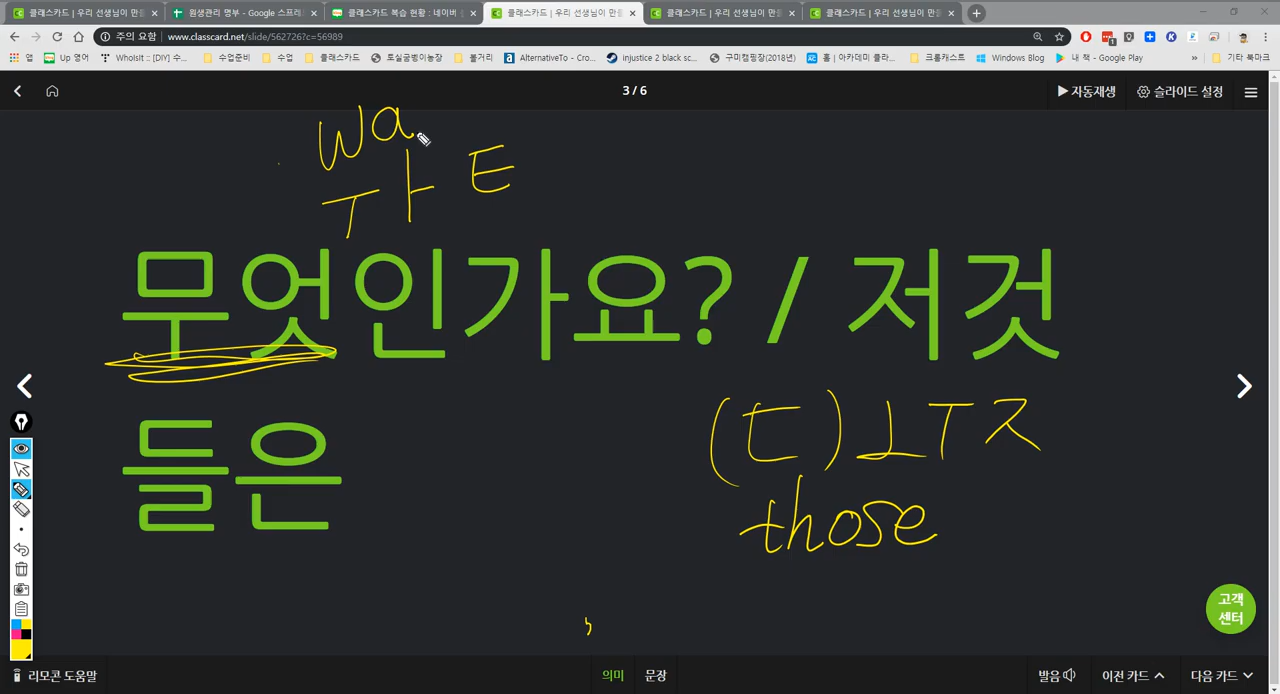 클래스카드 | 우리 선생님이 만들
원생관리 명부 - Google 스프레
클래스카드 복습 현황 : 네이버
클래스카드 | 우리 선생님이 만들
클래스카드 | 우리 선생님이 만들
클래스카드 | 우리 선생님이 만들
주의 요함 | www.classcard.net/slide/562726?c=56989
앱
Up 영어
WhoisIt :: [DIY] 수...
수업준비
수업
클래스카드
토실공병이농장
볼거리
AlternativeTo - Cro...
injustice 2 black sc...
구미캠핑장(2018년)
홈 | 아카데미 클라...
크롬캐스트
Windows Blog
내 책 - Google Play
»
기타 북마크
3 / 6
자동재생
슬라이드 설정
wa
ㅜㅏㅌ
무엇인가요? / 저것
들은
(ㄷ)ㅗㅜㅈ
those
고객
센터
리모콘 도움말
의미
문장
발음
이전 카드
다음 카드